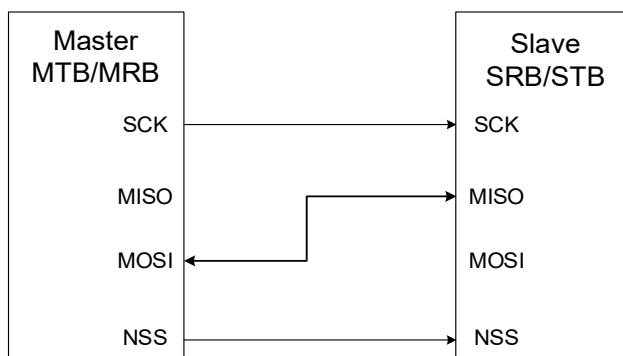 Master
MTB/MRB
SCK
MISO
MOSI
NSS
Slave
SRB/STB
SCK
MISO
MOSI
NSS